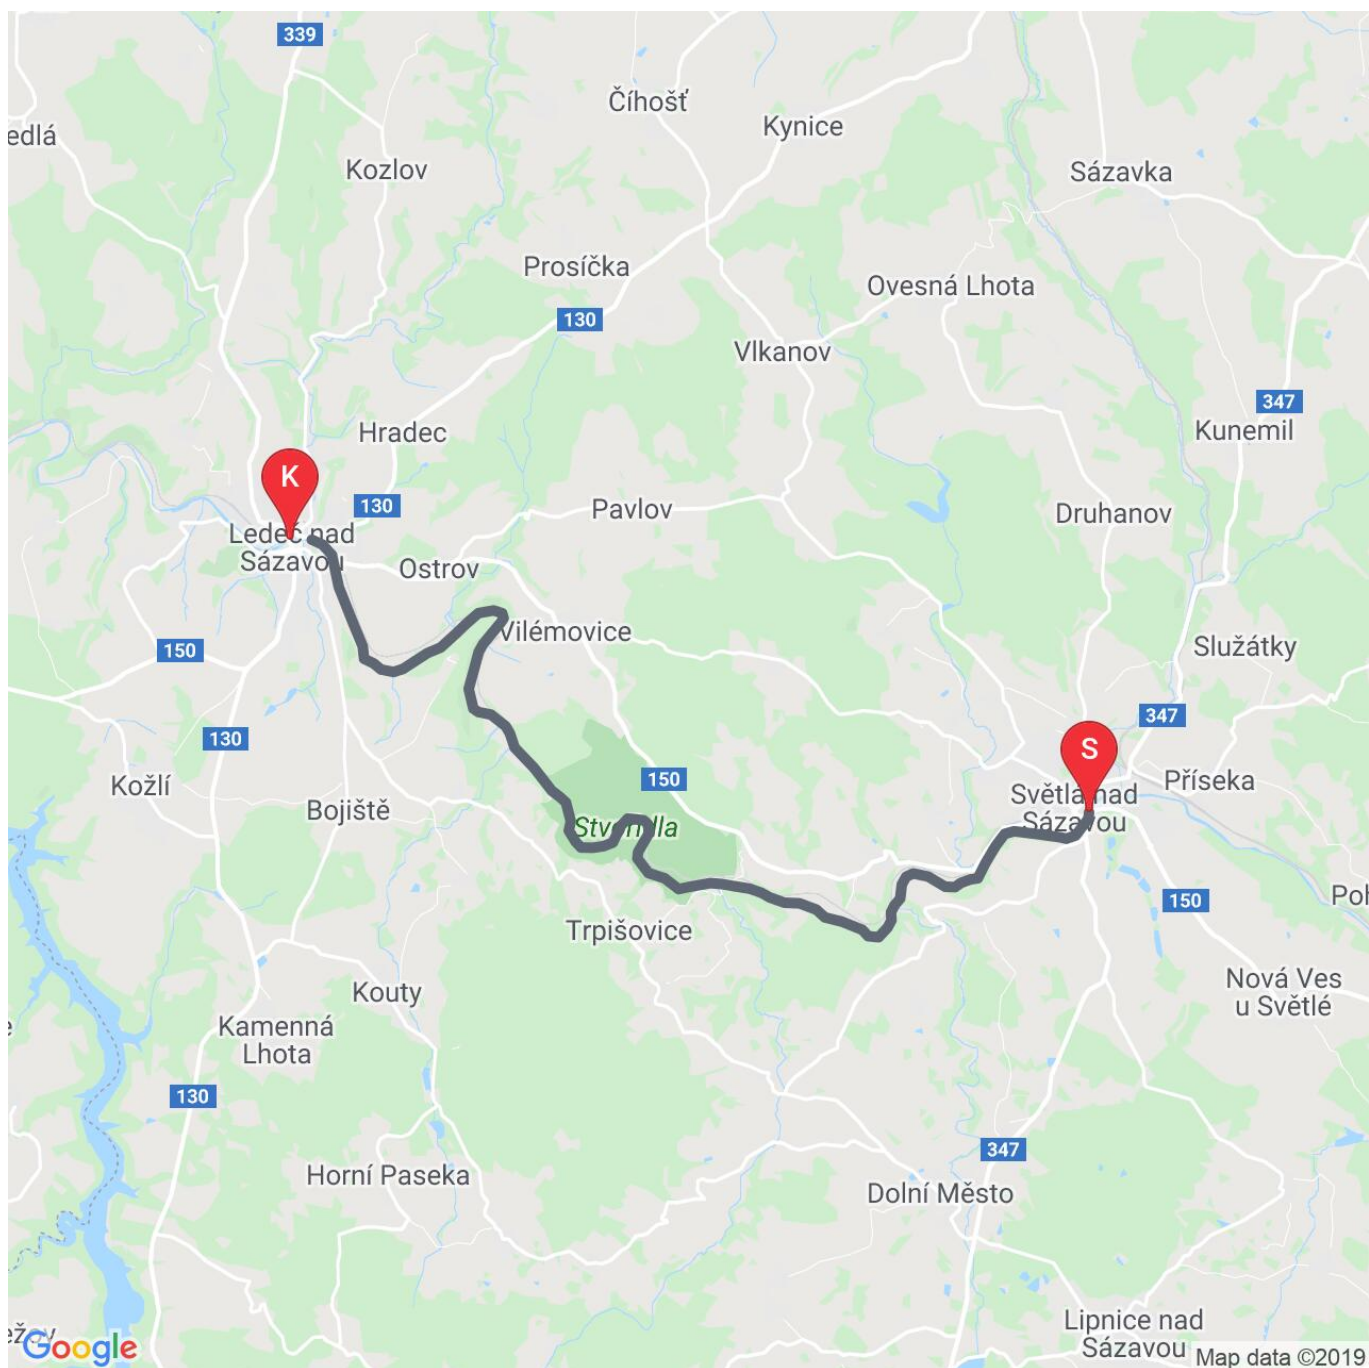 339
Číhošť
Kynice
edlá
Kozlov
Sázavka
Prosíčka
Ovesná Lhota
130
Vlkanov
347
Hradec
Kunemil
K
130
Pavlov
Druhanov
Ledeč nad
Sázavou
Ostrov
Vilémovice
150
Služátky
347
130
S
150
Kožlí
Příseka
Světlá nad
Sázavou
Bojiště
Stvořidla
150
Poh
Trpišovice
Nová Ves
u Světlé
Kouty
Kamenná
Lhota
130
347
Horní Paseka
Dolní Město
Lipnice nad
Sázavou
Google
Map data ©2019